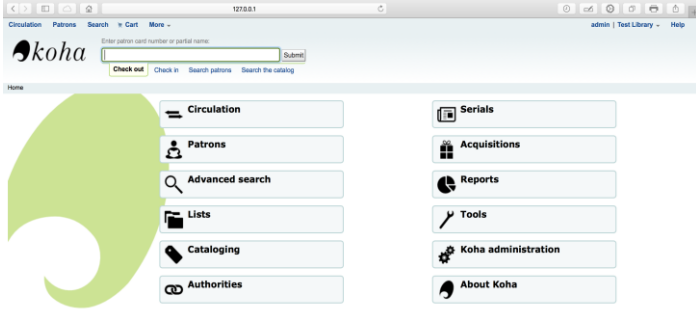 127.0.0.1
Circulation Patrons Search Cart More admin | Test Library Help
koha
Enter patron card number or partial name:
Submit
Check out Check in Search patrons Search the catalog
Home
Circulation
Serials
Patrons
Acquisitions
Advanced search
Reports
Lists
Tools
Cataloging
Koha administration
Authorities
About Koha